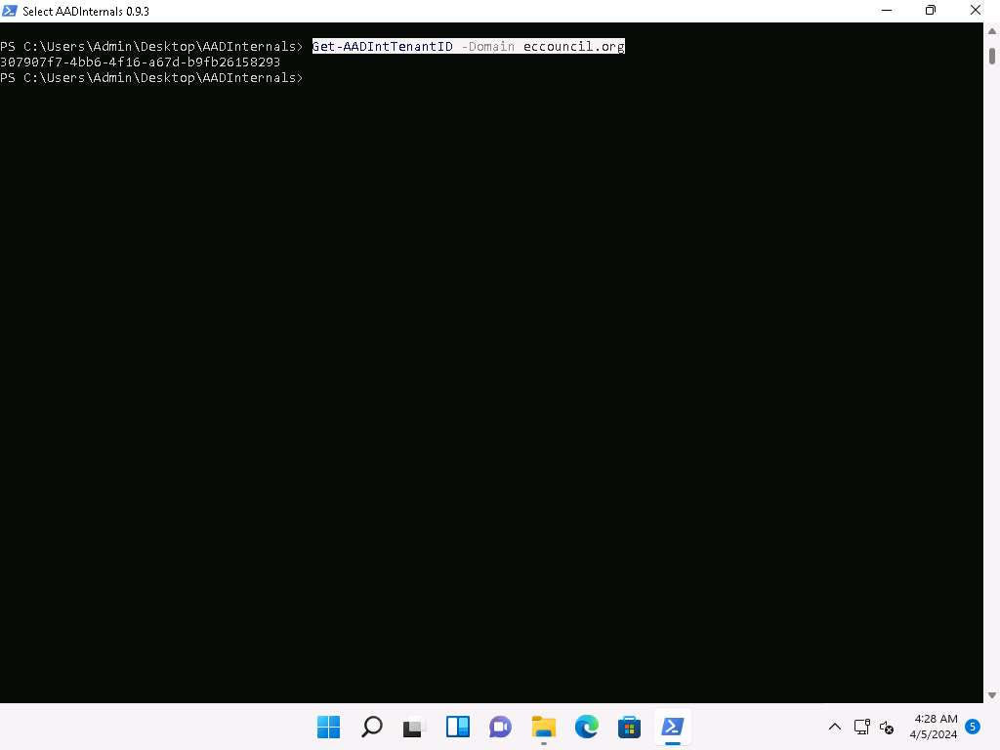 Select AADInternals 0.9.3
PS C:\Users\Admin\Desktop\AADInternals> Get-AADIntTenantID -Domain eccouncil.org
307907f7-4bb6-4f16-a67d-b9fb26158293
PS C:\Users\Admin\Desktop\AADInternals>
4:28 AM
4/5/2024
5